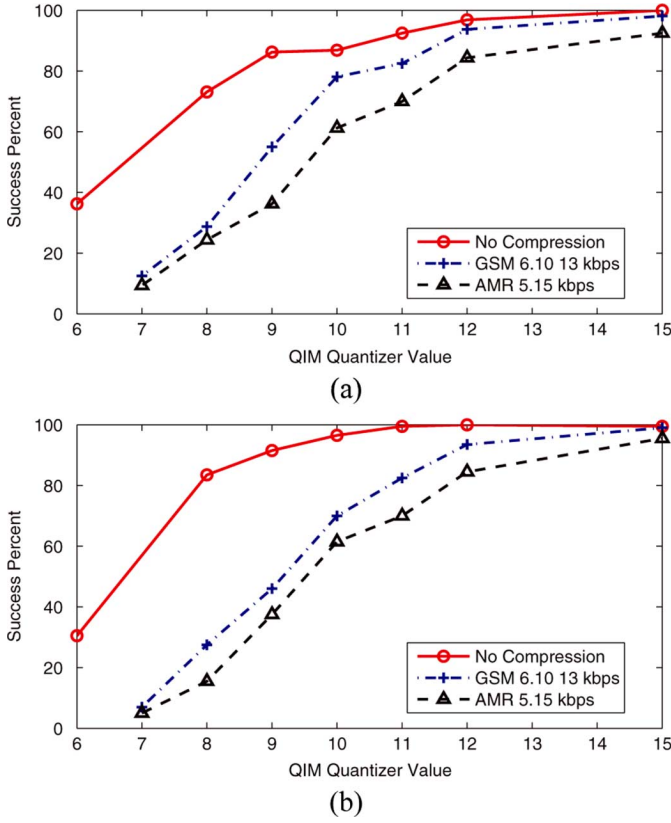 100
80
60
40
20
0
Success Percent
No Compression
GSM 6.10 13 kbps
AMR 5.15 kbps
6 7 8 9 10 11 12 13 14 15
QIM Quantizer Value
(a)
100
80
60
40
20
0
Success Percent
No Compression
GSM 6.10 13 kbps
AMR 5.15 kbps
6 7 8 9 10 11 12 13 14 15
QIM Quantizer Value
(b)